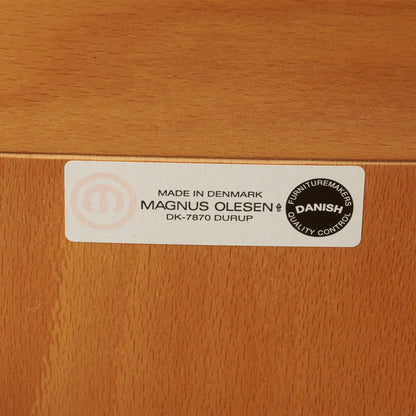 MADE IN DENMARK
MAGNUS OLESEN
DK-7870 DURUP
FURNITUREMAKERS
DANISH
QUALITY CONTROL